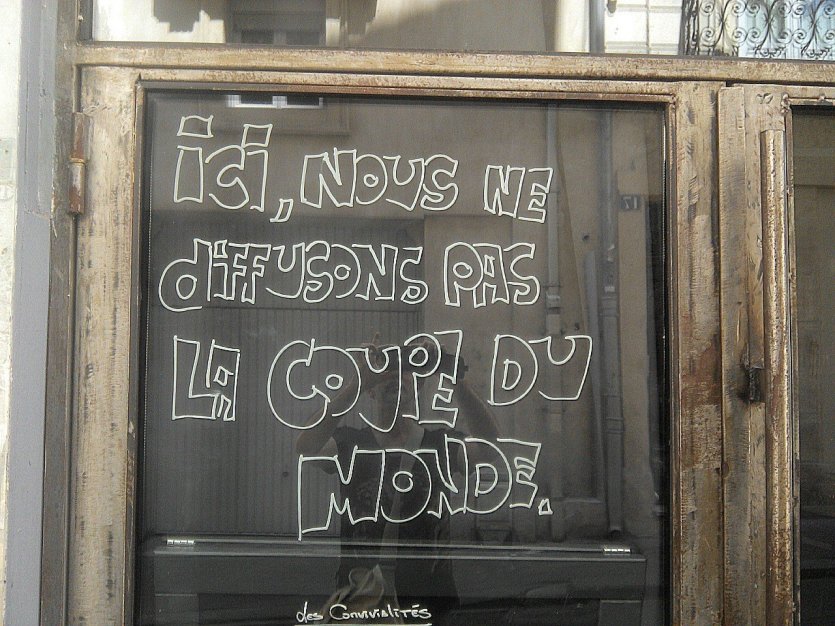 ici, NOUS NE
diffUSONS PAS
LA COUPE DU
MONDE.
des Convivialités